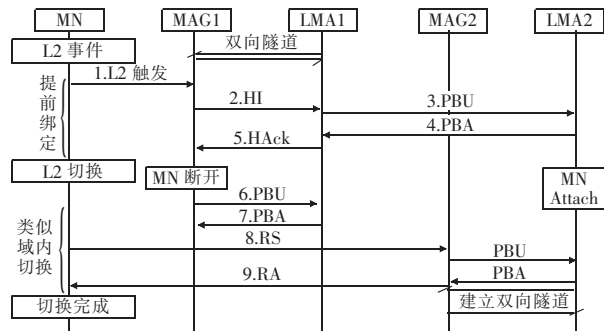 MN
MAG1
LMA1
MAG2
LMA2
L2 事件
双向隧道
1.L2 触发
提前绑定
2.HI
3.PBU
4.PBA
5.HAck
L2 切换
MN 断开
MN
Attach
6.PBU
7.PBA
类似
域内
切换
8.RS
PBU
PBA
9.RA
切换完成
建立双向隧道